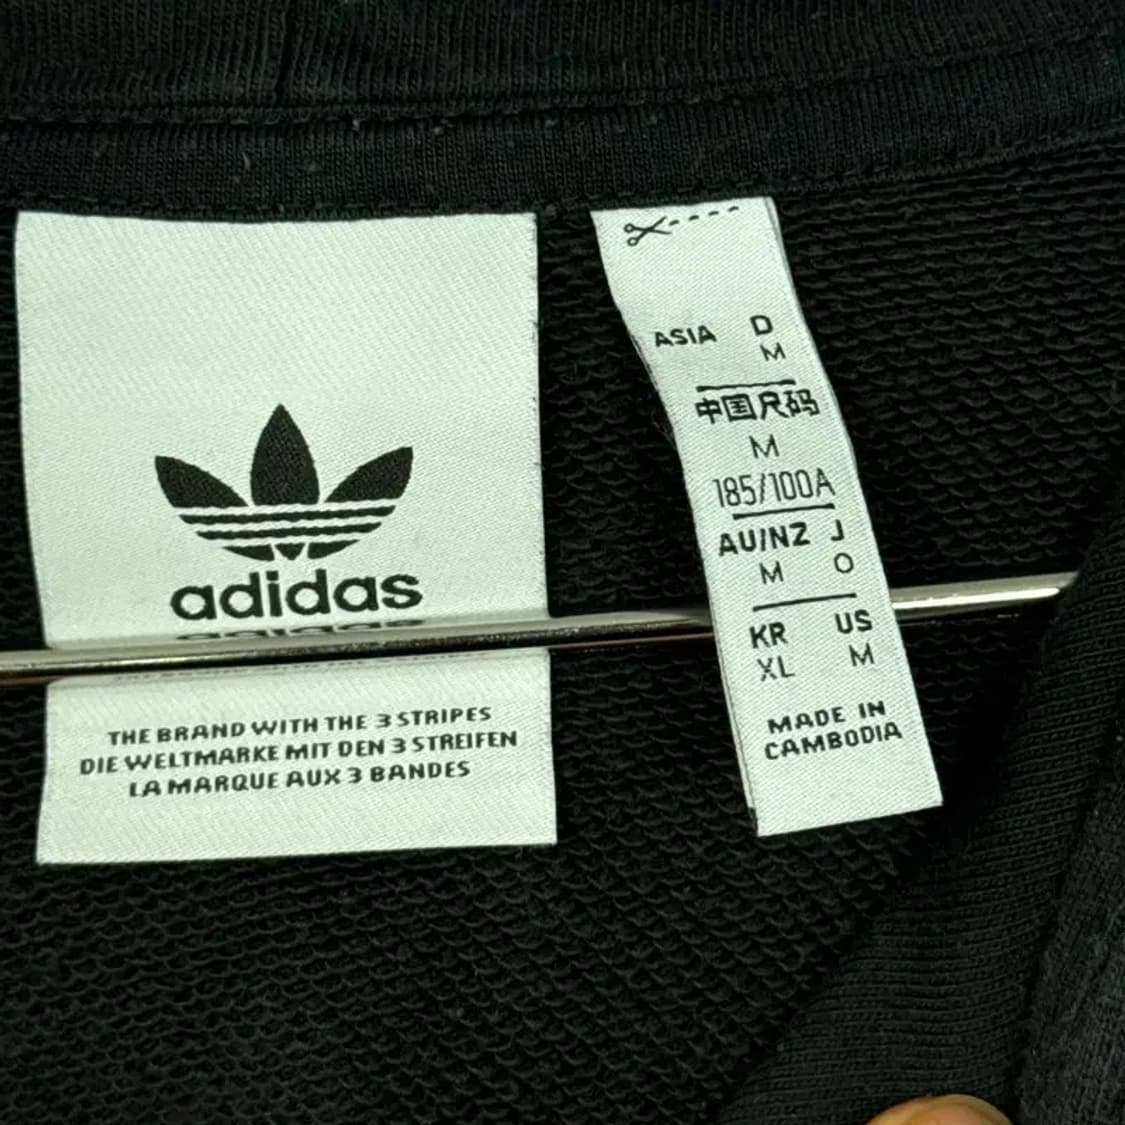 adidas
THE BRAND WITH THE 3 STRIPES
DIE WELTMARKE MIT DEN 3 STREIFEN
LA MARQUE AUX 3 BANDES
ASIA D
M
中国尺码
M
185/100A
AU/NZ J
M O
KR US
XL M
MADE IN
CAMBODIA